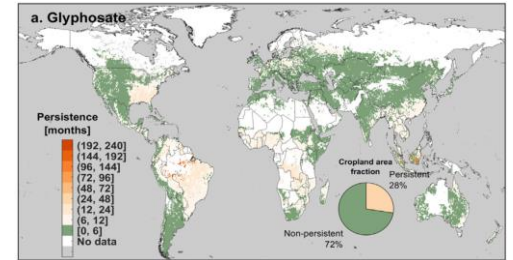 a. Glyphosate
Persistence
[months]
(192, 240]
(144, 192]
(96, 144]
(72, 96]
(48, 72]
(24, 48]
(12, 24]
(6, 12]
[0, 6]
No data
Cropland area
fraction
Persistent
28%
Non-persistent
72%